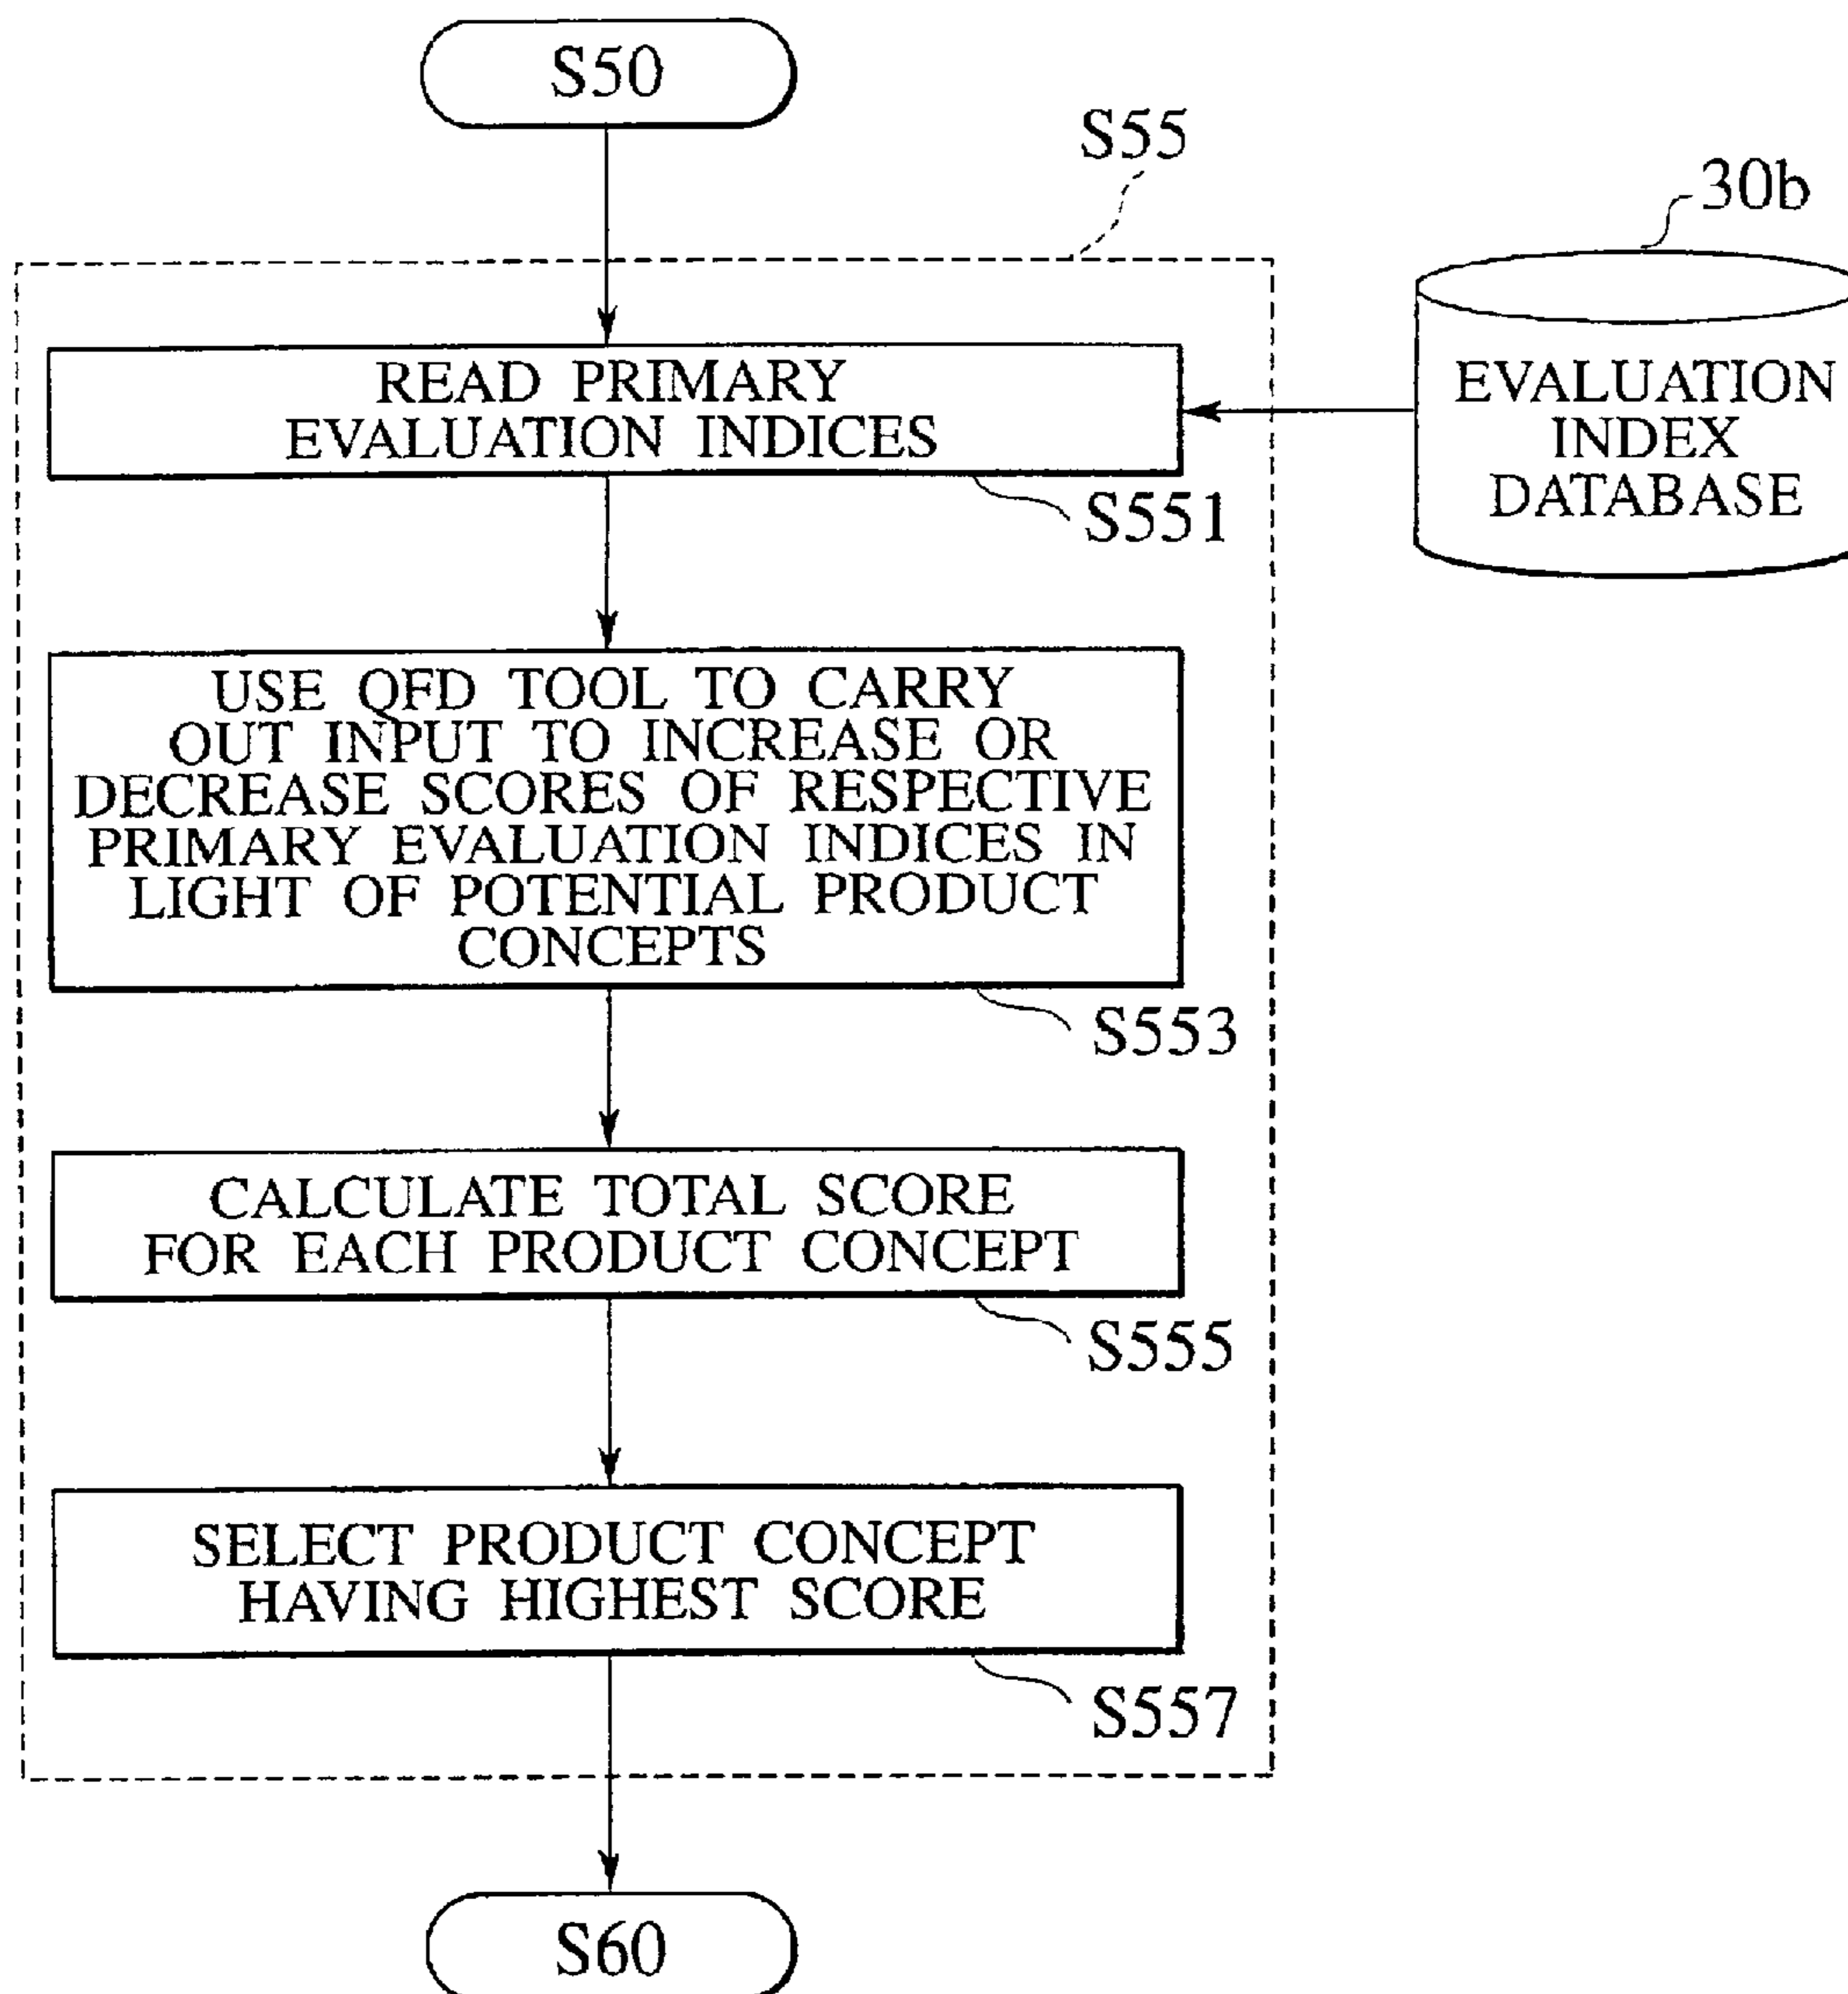 S50
S55
30b
READ PRIMARY
EVALUATION INDICES
EVALUATION
INDEX
DATABASE
S551
USE QFD TOOL TO CARRY
OUT INPUT TO INCREASE OR
DECREASE SCORES OF RESPECTIVE
PRIMARY EVALUATION INDICES IN
LIGHT OF POTENTIAL PRODUCT
CONCEPTS
S553
CALCULATE TOTAL SCORE
FOR EACH PRODUCT CONCEPT
S555
SELECT PRODUCT CONCEPT
HAVING HIGHEST SCORE
S557
S60